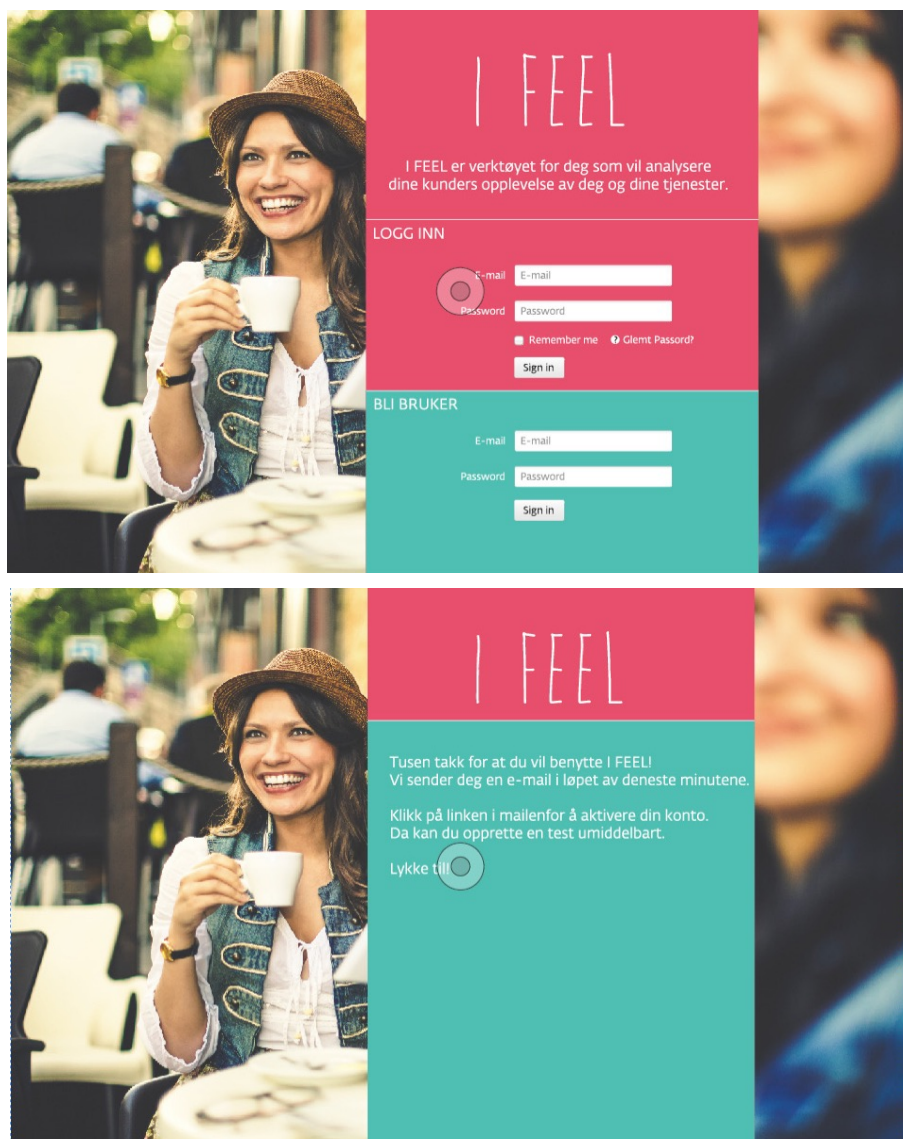 I FEEL
I FEEL er verktøyet for deg som vil analysere
dine kunders opplevelse av deg og dine tjenester.
LOGG INN
E-mail E-mail
Password Password
Remember me ? Glemt Passord?
Sign in
BLI BRUKER
E-mail E-mail
Password Password
Sign in
I FEEL
Tusen takk for at du vil benytte I FEEL!
Vi sender deg en e-mail i løpet av deneste minutene.
Klikk på linken i mailenfor å aktivere din konto.
Da kan du opprette en test umiddelbart.
Lykke till!